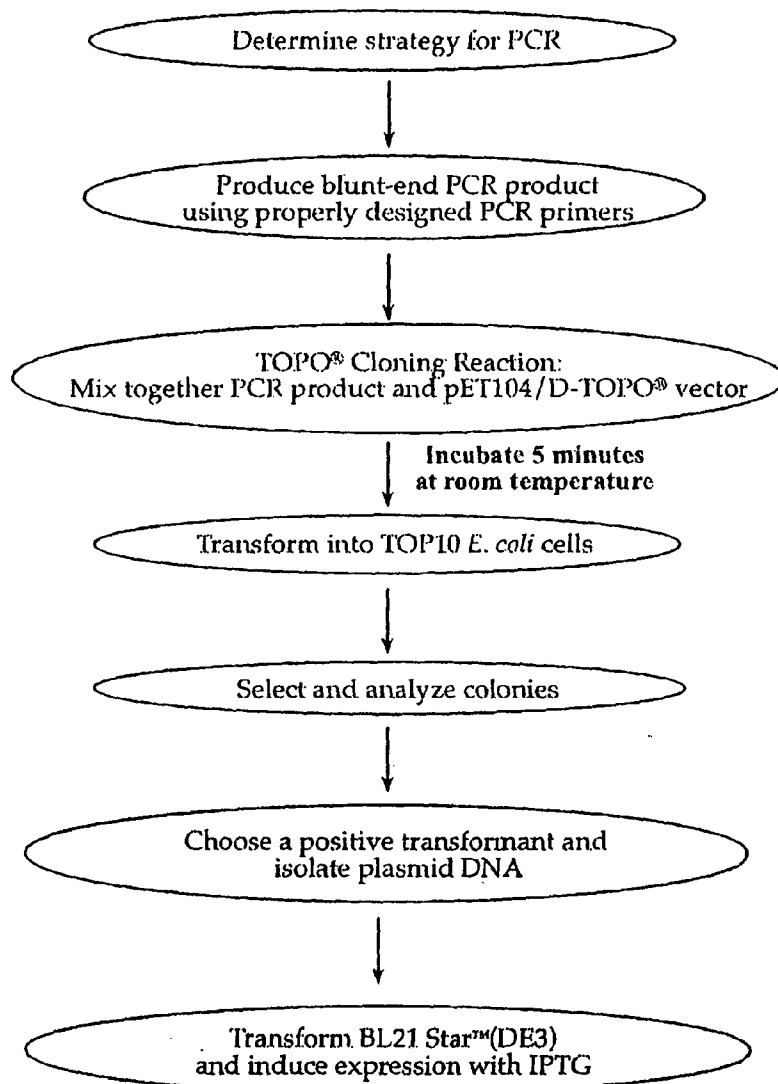 Determine strategy for PCR
Produce blunt-end PCR product
using properly designed PCR primers
TOPO® Cloning Reaction:
Mix together PCR product and pET104/D-TOPO® vector
Incubate 5 minutes
at room temperature
Transform into TOP10 E. coli cells
Select and analyze colonies
Choose a positive transformant and
isolate plasmid DNA
Transform BL21 Star™(DE3)
and induce expression with IPTG